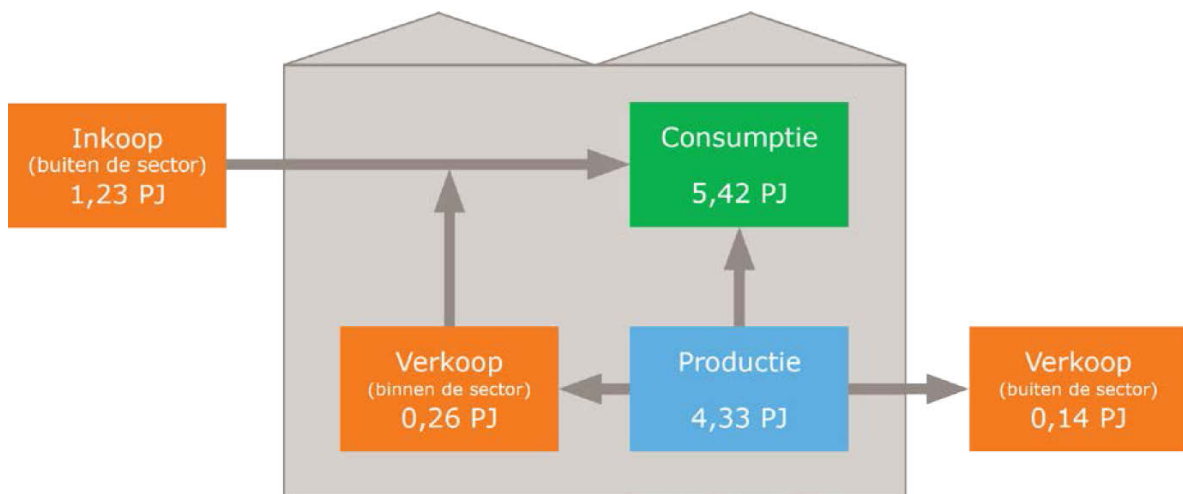 Inkoop
(buiten de sector)
1,23 PJ
Consumptie
5,42 PJ
Verkoop
(binnen de sector)
0,26 PJ
Productie
4,33 PJ
Verkoop
(buiten de sector)
0,14 PJ